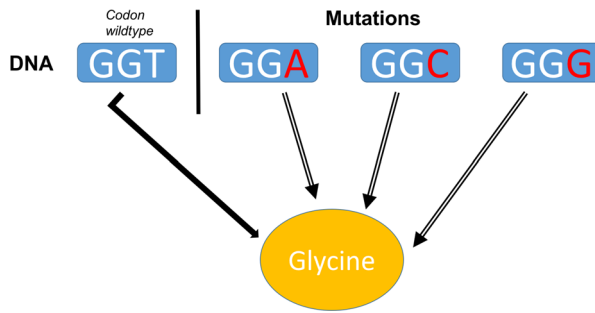 Codon
wildtype
Mutations
DNA
GGT
GGA
GGC
GGG
Glycine